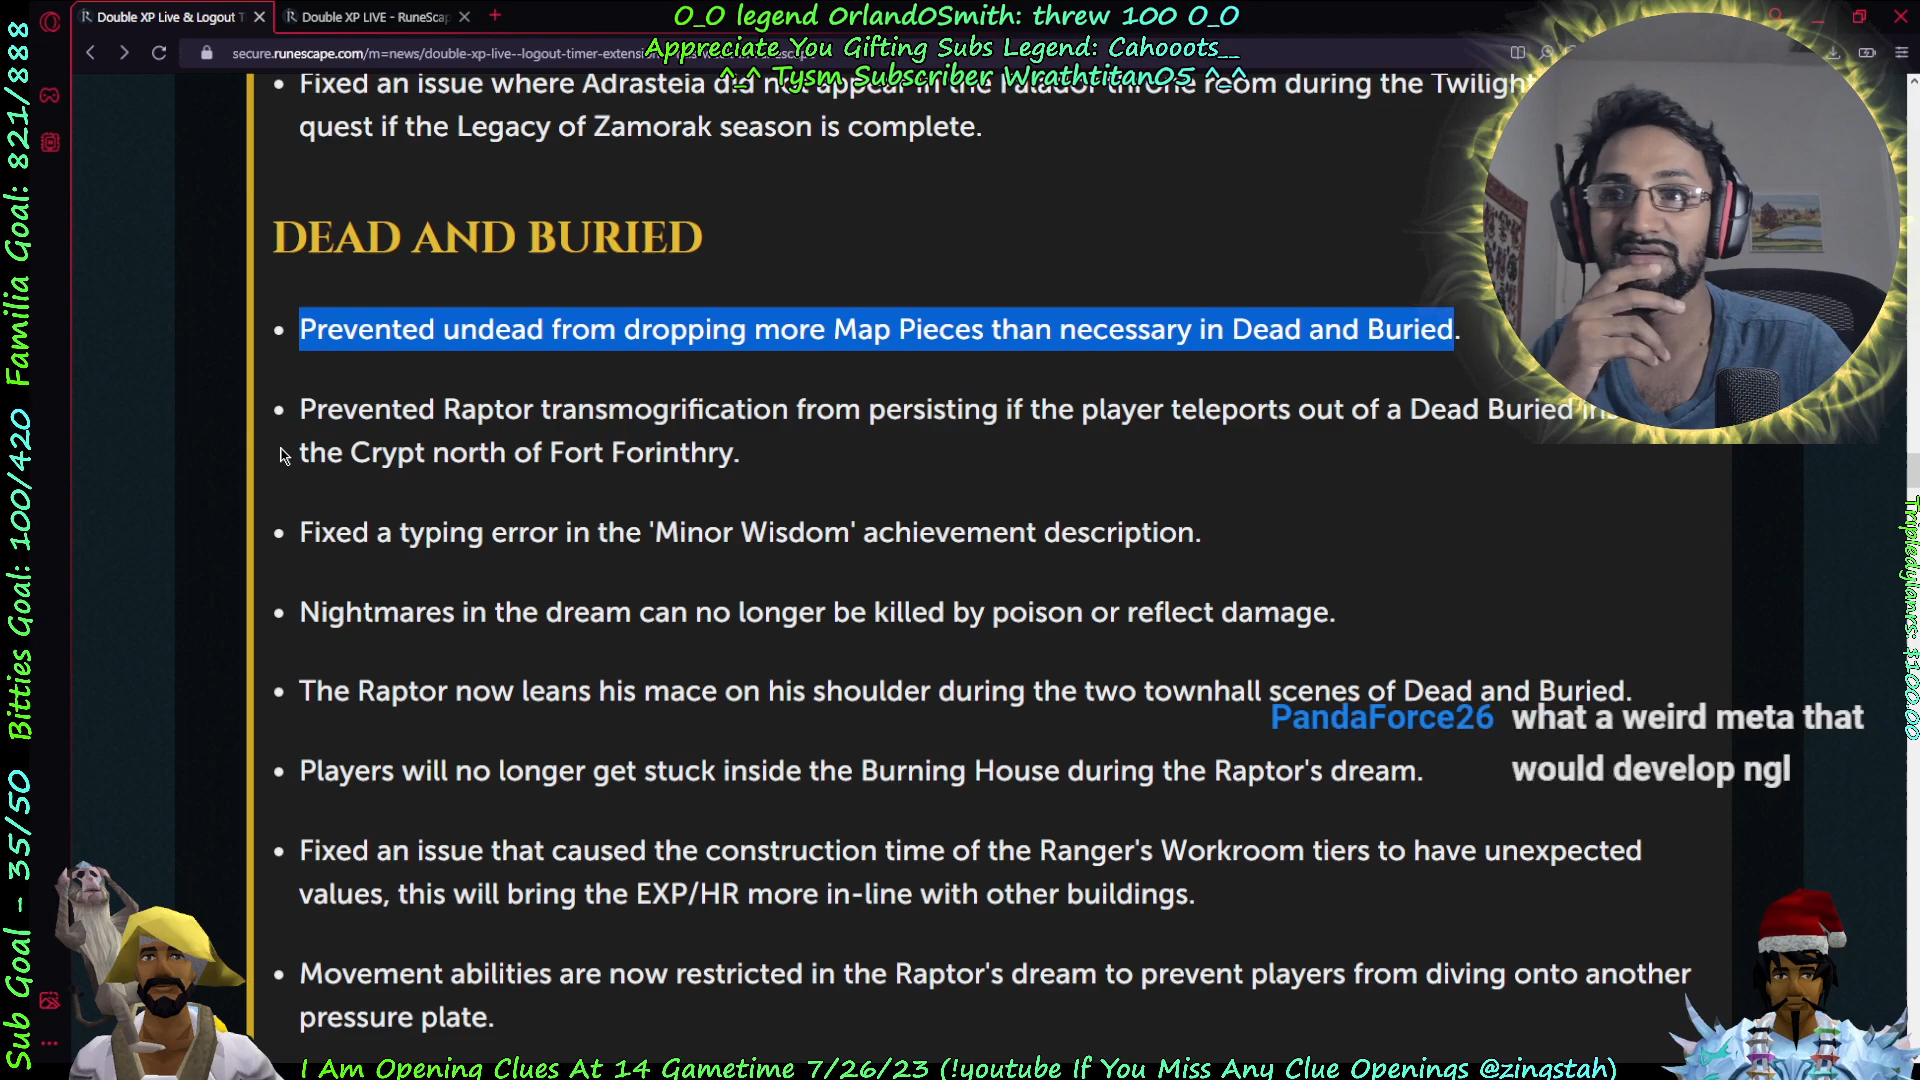 Double XP Live & Logout T
Double XP LIVE - RuneScap
O_O legend OrlandOSmith: threw 100 O_O
Appreciate You Gifting Subs Legend: Cahooots__
^_^ Tysm Subscriber Wrathtitan05 ^_^
secure.runescape.com/m=news/double-xp-live--logout-timer-extensi
Fixed an issue where Adrasteia did not appear in the Falador throne room during the Twilight
quest if the Legacy of Zamorak season is complete.
DEAD AND BURIED
• Prevented undead from dropping more Map Pieces than necessary in Dead and Buried.
• Prevented Raptor transmogrification from persisting if the player teleports out of a Dead Buried
the Crypt north of Fort Forinthry.
• Fixed a typing error in the 'Minor Wisdom' achievement description.
• Nightmares in the dream can no longer be killed by poison or reflect damage.
• The Raptor now leans his mace on his shoulder during the two townhall scenes of Dead and Buried.
PandaForce26 what a weird meta that
would develop ngl
• Players will no longer get stuck inside the Burning House during the Raptor's dream.
• Fixed an issue that caused the construction time of the Ranger's Workroom tiers to have unexpected
values, this will bring the EXP/HR more in-line with other buildings.
• Movement abilities are now restricted in the Raptor's dream to prevent players from diving onto another
pressure plate.
I Am Opening Clues At 14 Gametime 7/26/23 (!youtube If You Miss Any Clue Openings @zingstah)
Sub Goal - 35/50 Bitties Goal: 100/420 Familia Goal: 821/888
Tripledylanrs: $1000.00